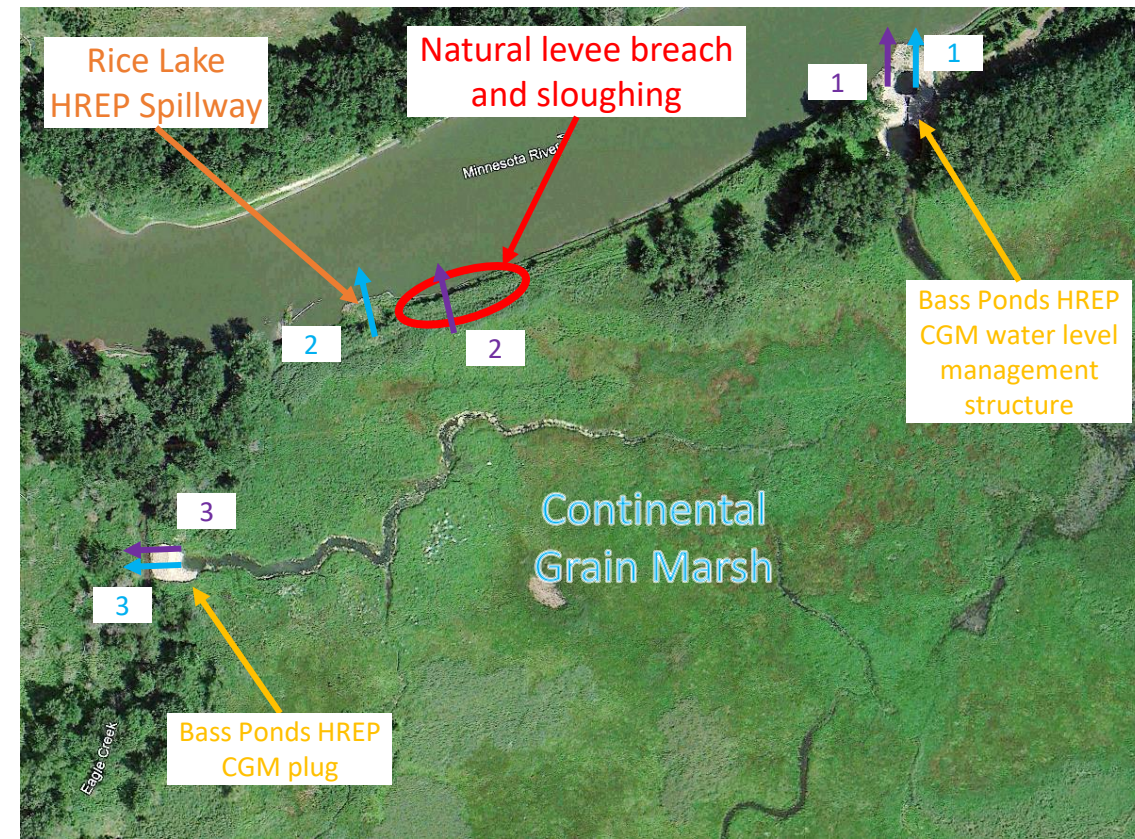 Rice Lake
HREP Spillway
Natural levee breach
and sloughing
1
1
Minnesota River
2
2
Bass Ponds HREP
CGM water level
management
structure
Continental
Grain Marsh
3
3
Bass Ponds HREP
CGM plug
Eagle Creek